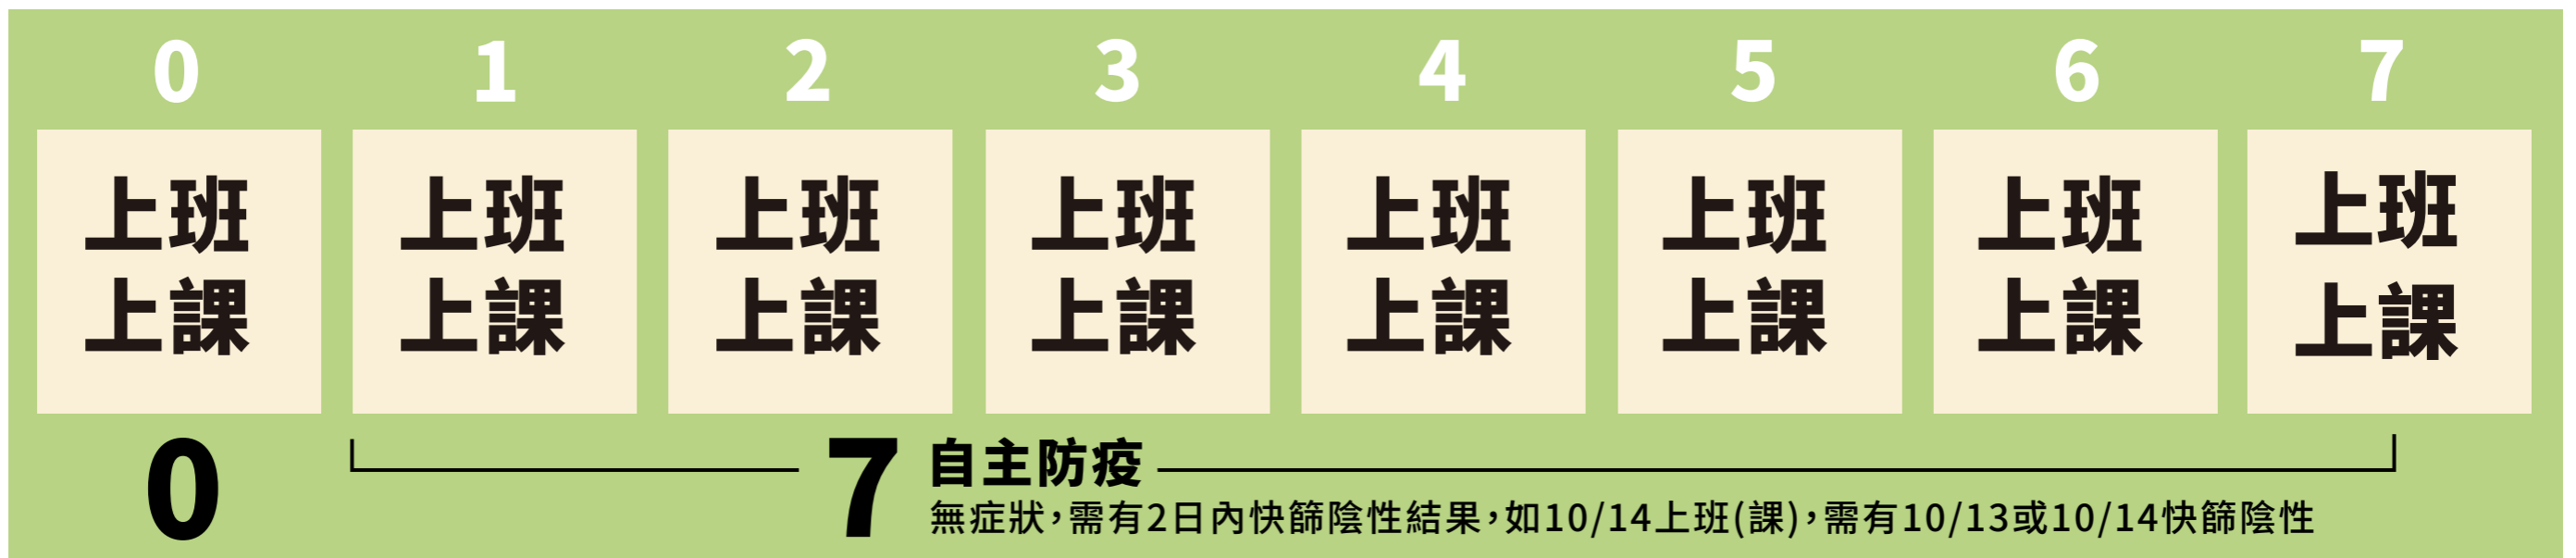 0 1 2 3 4 5 6 7
上班 上班 上班 上班 上班 上班 上班 上班
上課 上課 上課 上課 上課 上課 上課 上課
0 7 自主防疫
無症狀，需有2日內快篩陰性結果，如10/14上班(課)，需有10/13或10/14快篩陰性